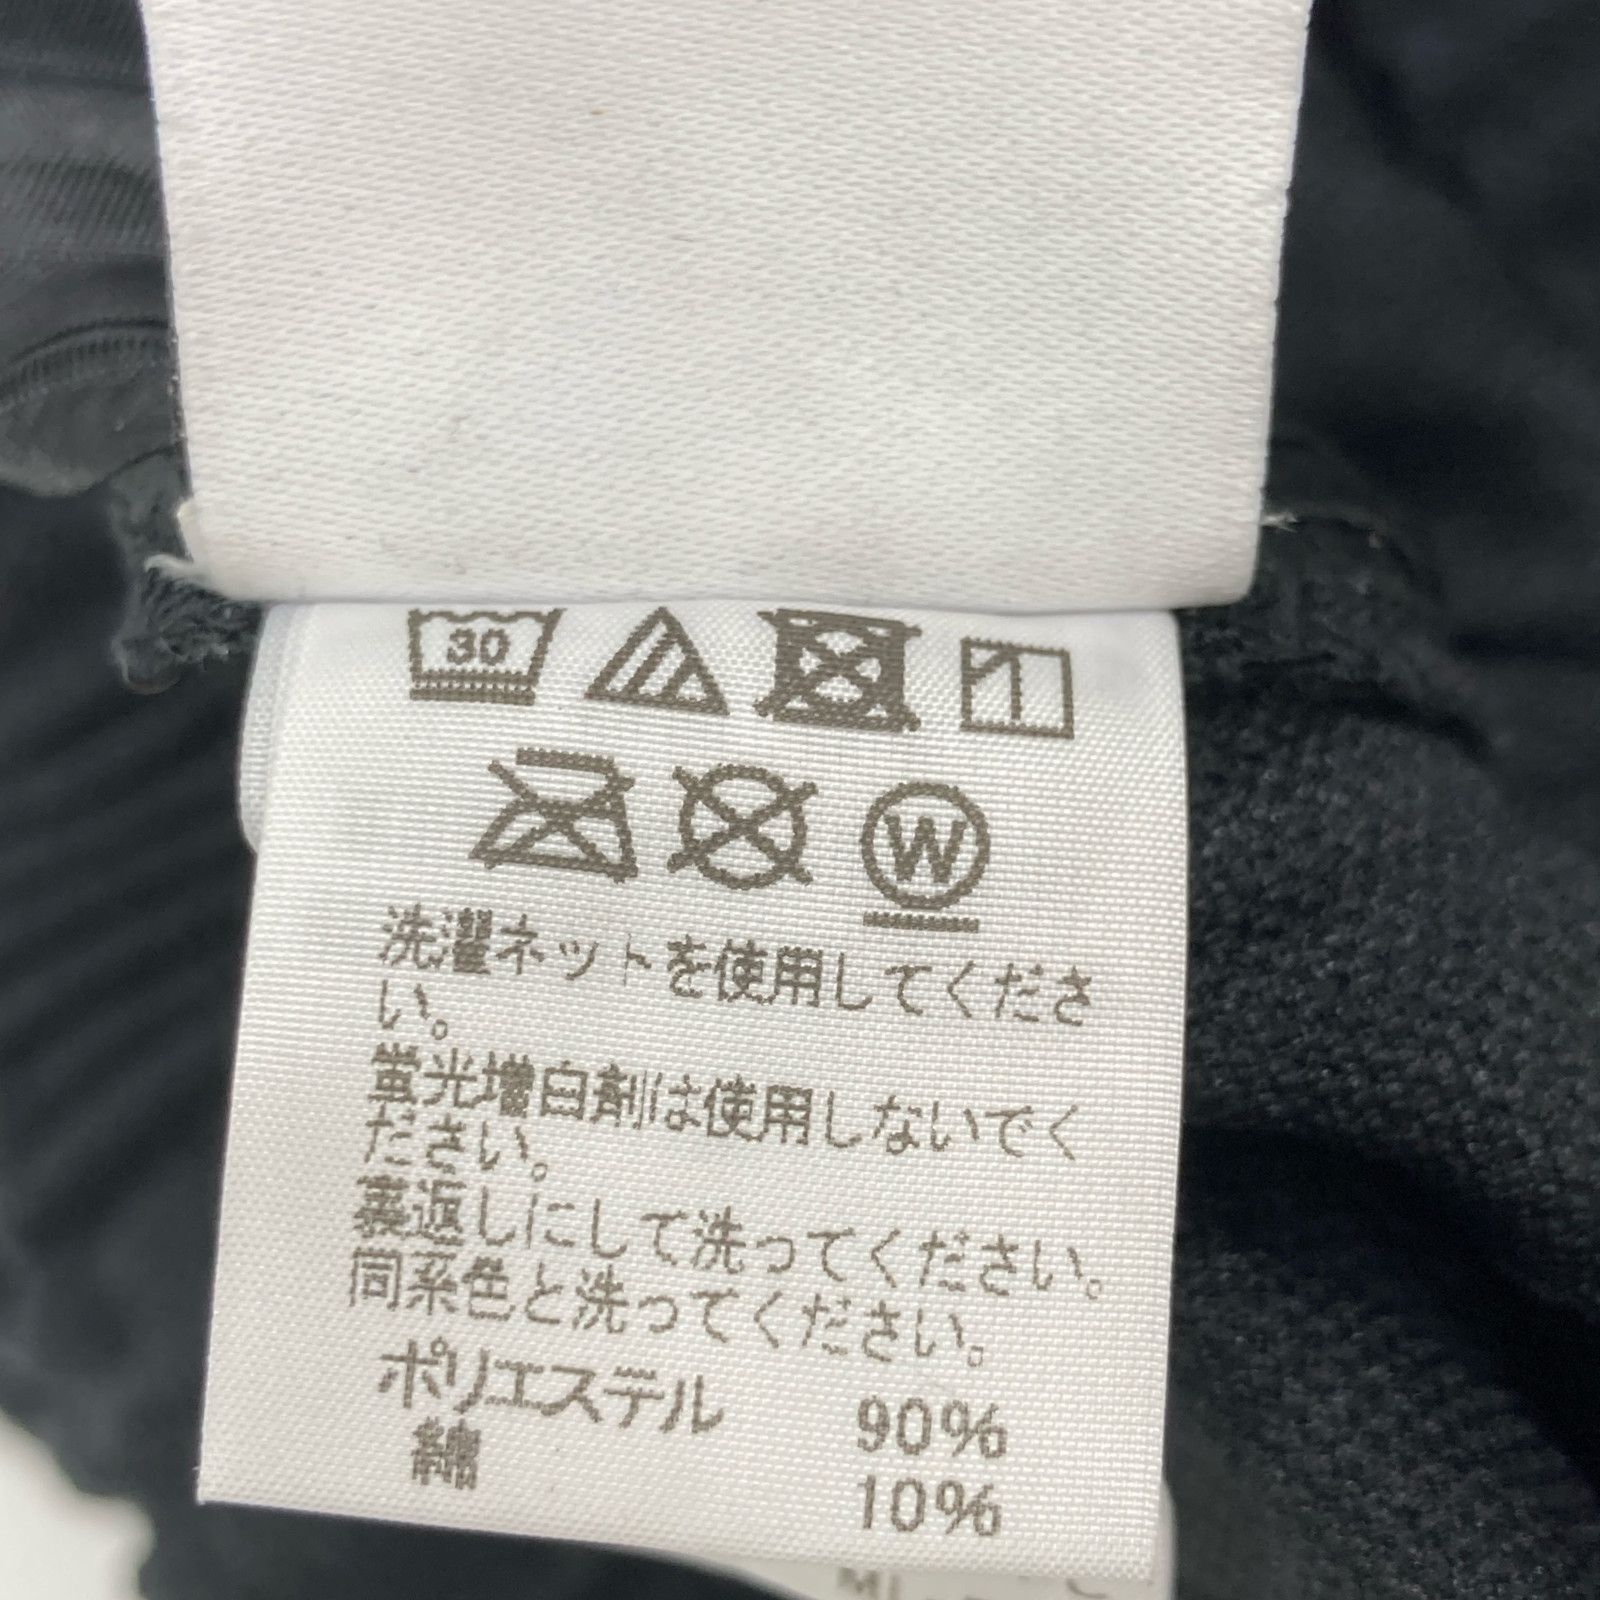 30
W
洗濯ネットを使用してくださ
い。
蛍光増白剤は使用しないでく
ださい。
裏返しにして洗ってください。
同系色と洗ってください。
ポリエステル 90%
綿 10%